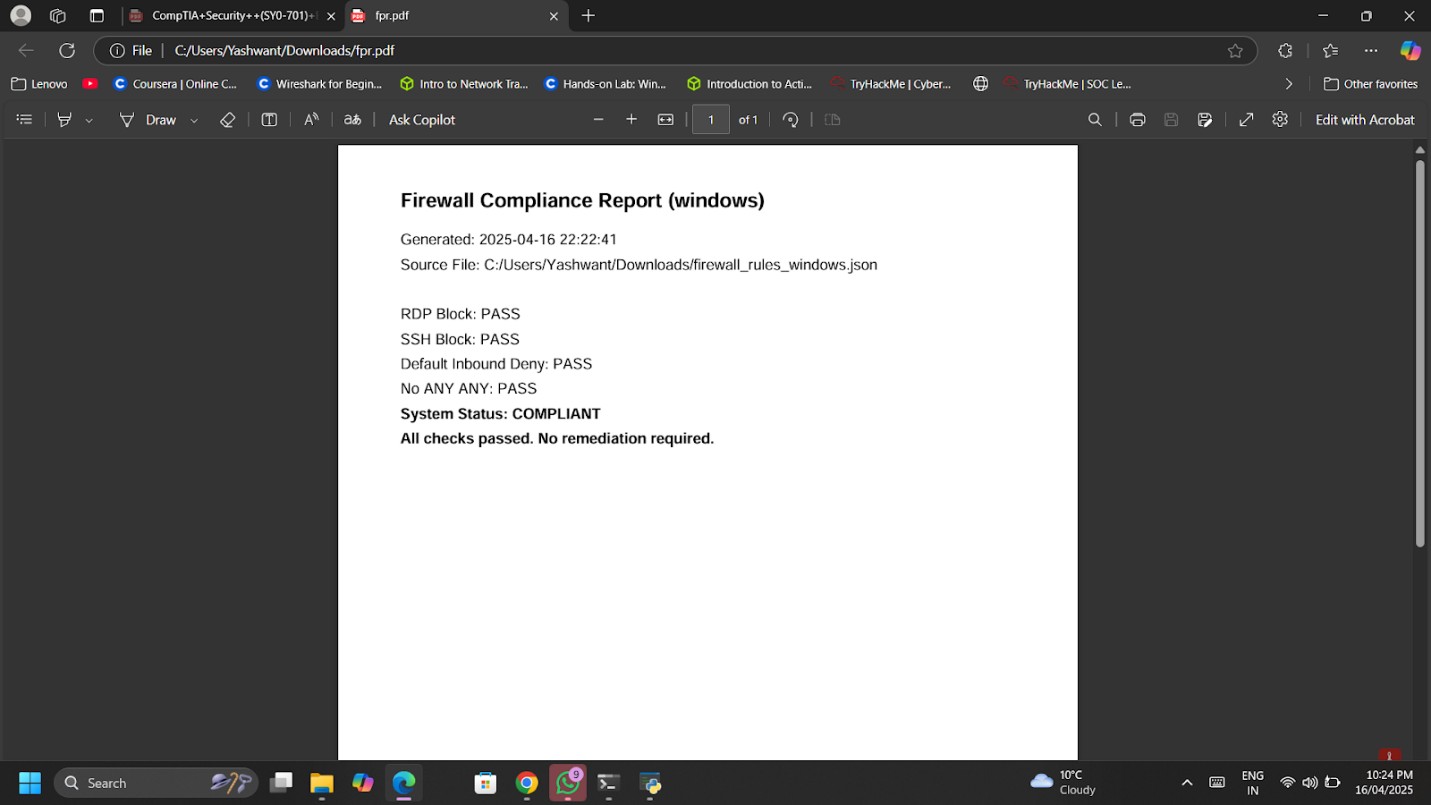 CompTIA+Security++(SY0-701)+
fpr.pdf
File
C:/Users/Yashwant/Downloads/fpr.pdf
Lenovo
Coursera | Online C...
Wireshark for Begin...
Intro to Network Tra...
Hands-on Lab: Win...
Introduction to Acti...
TryHackMe | Cyber...
TryHackMe | SOC Le...
Other favorites
Draw
Ask Copilot
1 of 1
Edit with Acrobat
Firewall Compliance Report (windows)
Generated: 2025-04-16 22:22:41
Source File: C:/Users/Yashwant/Downloads/firewall_rules_windows.json
RDP Block: PASS
SSH Block: PASS
Default Inbound Deny: PASS
No ANY ANY: PASS
System Status: COMPLIANT
All checks passed. No remediation required.
Search
9
10°C
Cloudy
ENG
IN
10:24 PM
16/04/2025